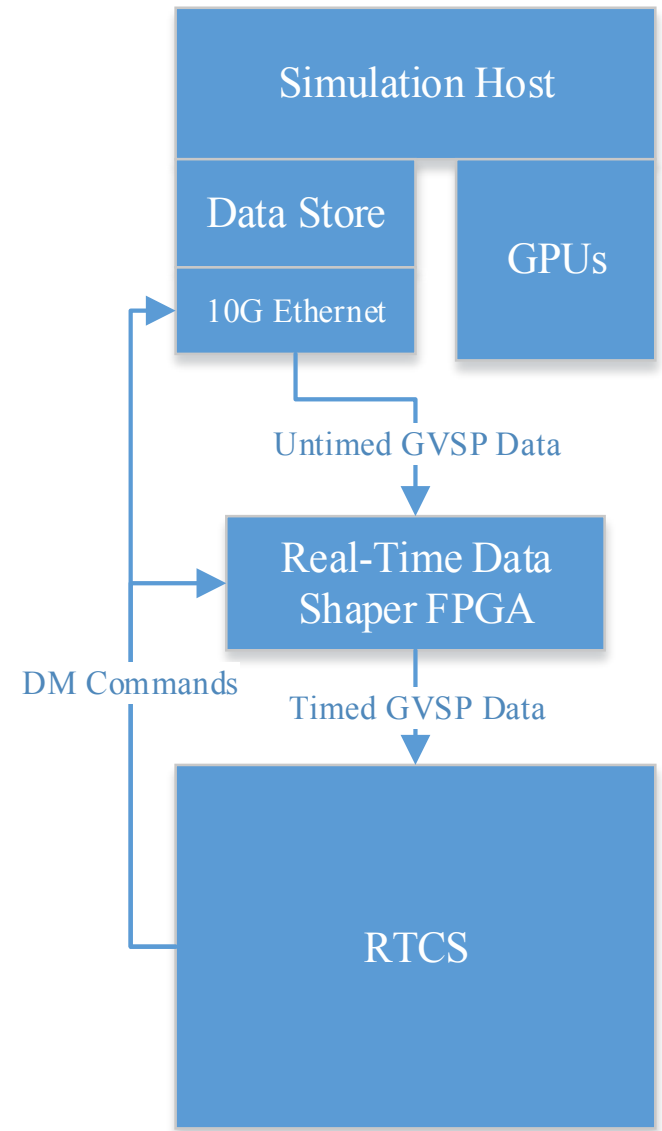 Simulation Host
Data Store
GPUs
10G Ethernet
Untimed GVSP Data
Real-Time Data
Shaper FPGA
DM Commands
Timed GVSP Data
RTCS